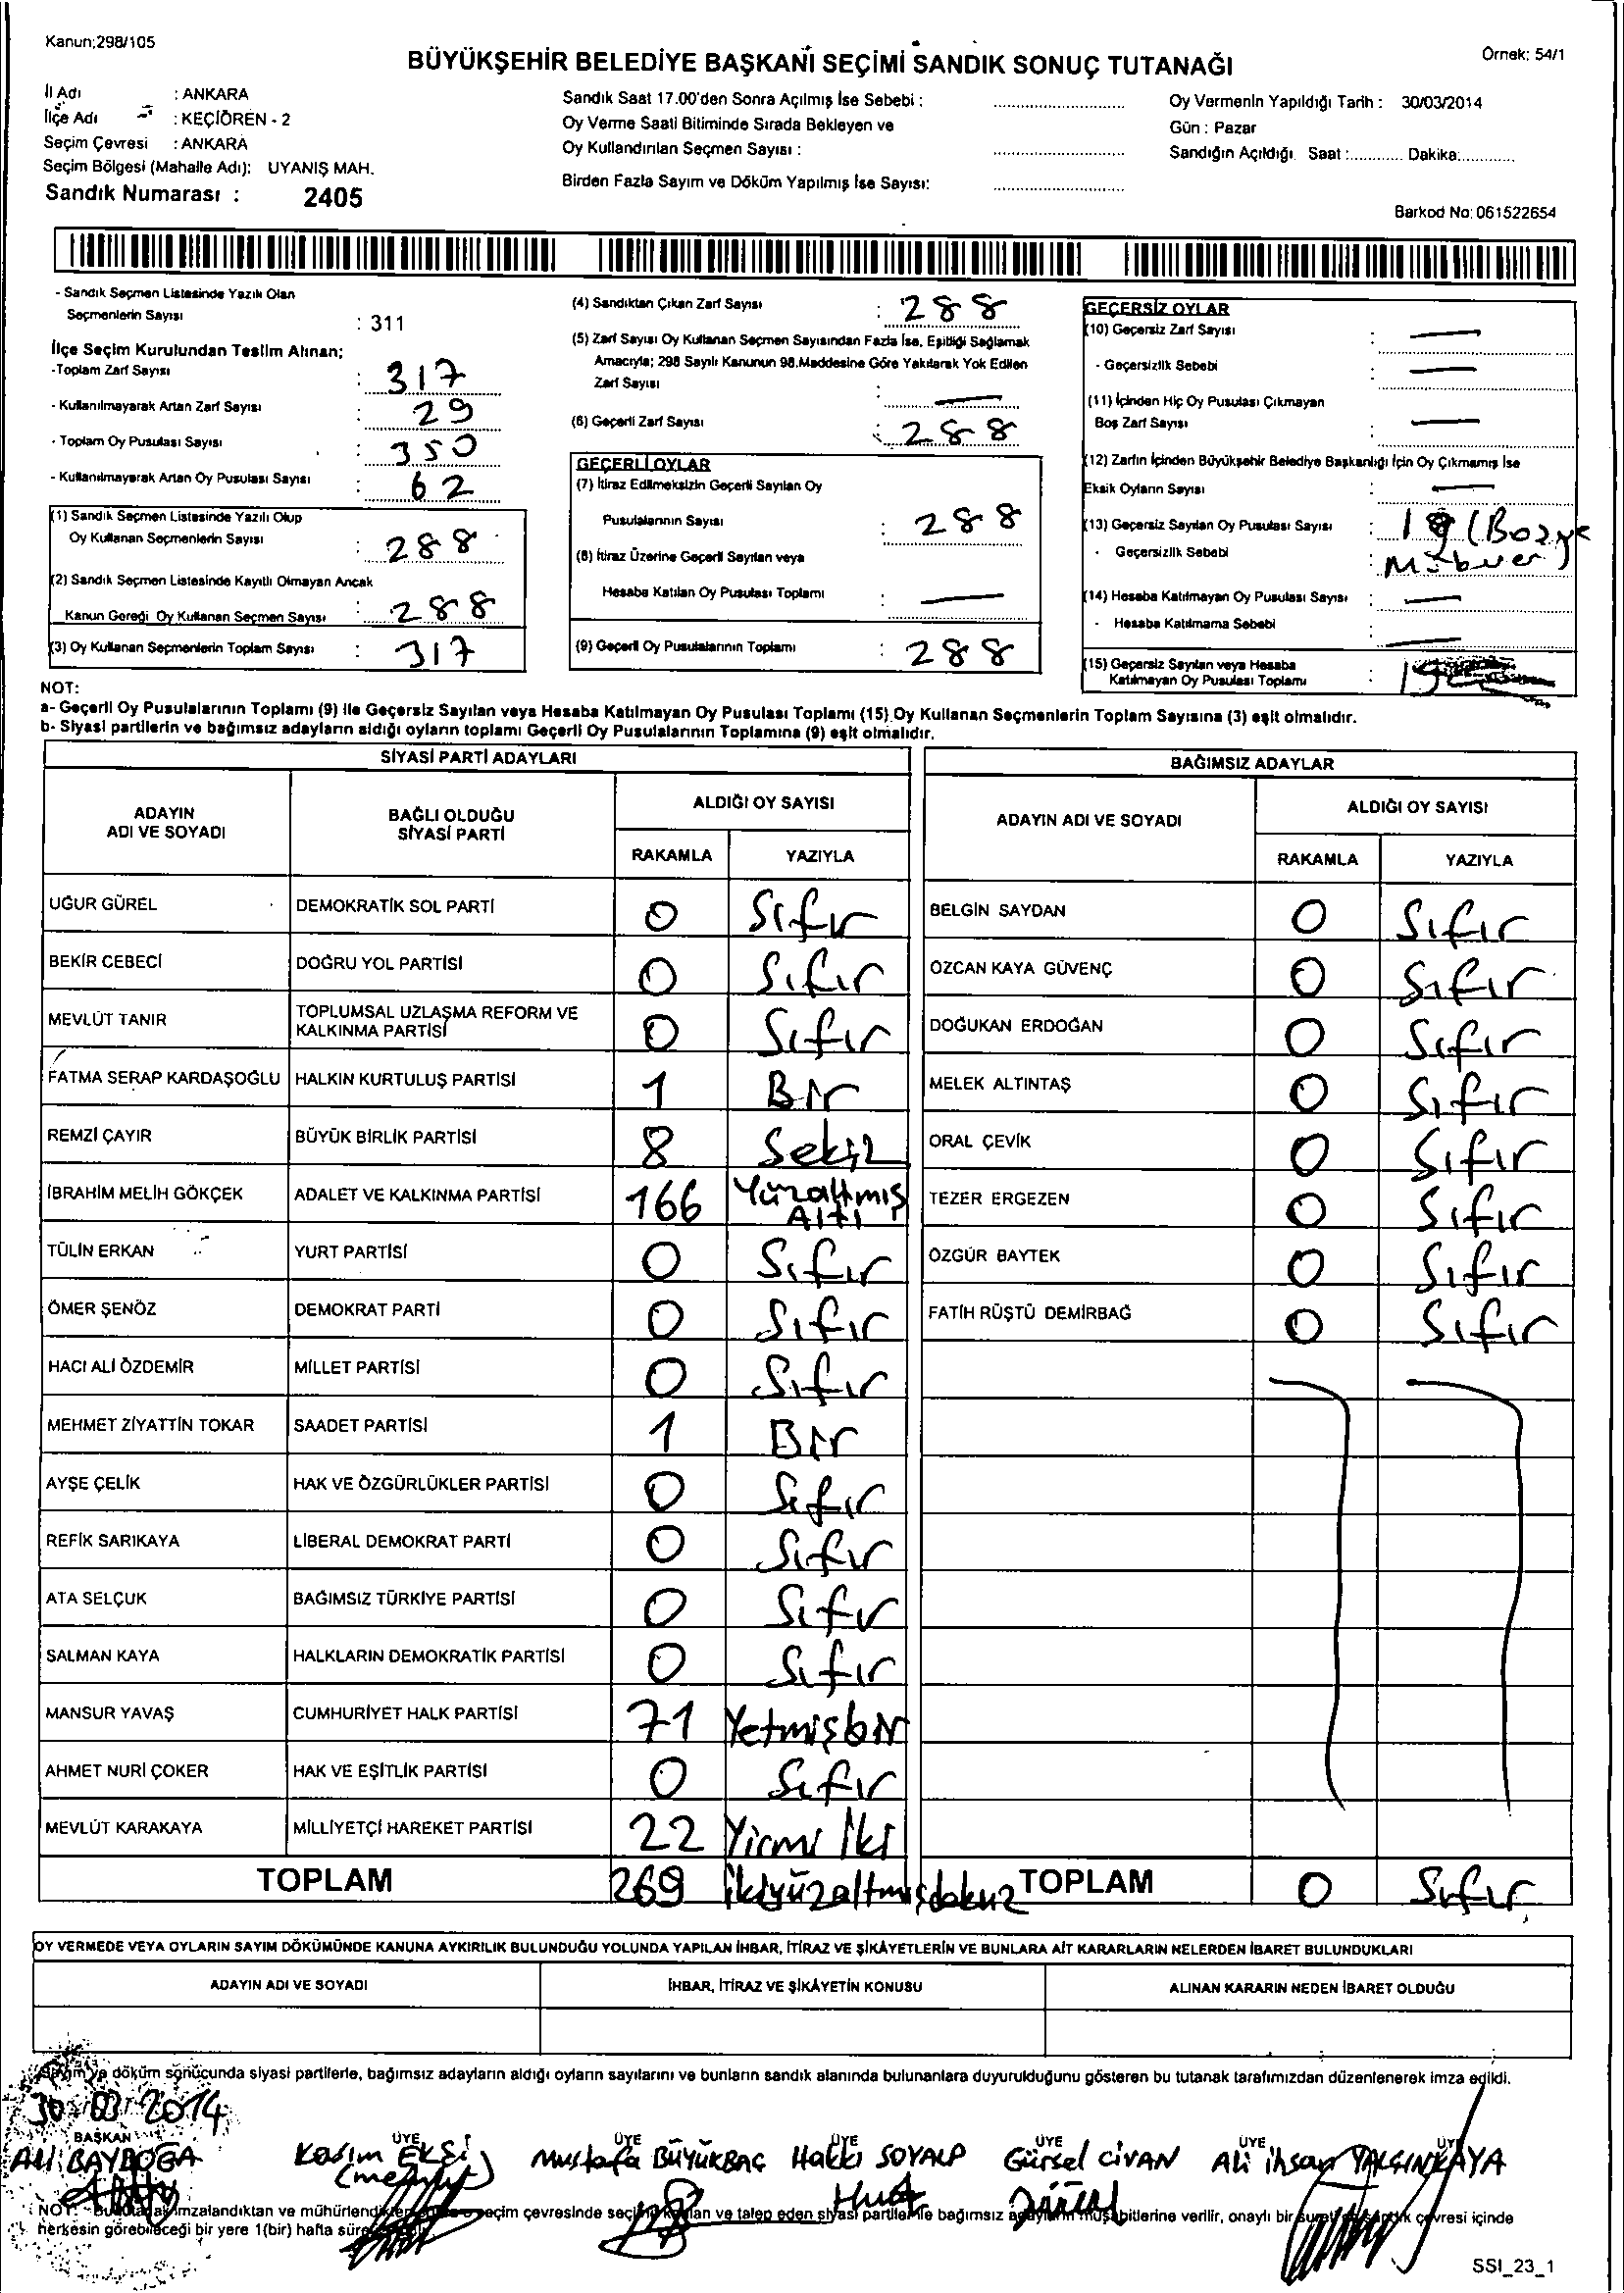 Kanun;298/105
Örnek: 54/1
BÜYÜKŞEHİR BELEDİYE BAŞKANI SEÇİMİ SANDIK SONUÇ TUTANAĞI
İl Adı : ANKARA
İlçe Adı : KEÇİÖREN - 2
Seçim Çevresi : ANKARA
Seçim Bölgesi (Mahalle Adı): UYANIŞ MAH.
Sandık Numarası : 2405
Sandık Saat 17.00'den Sonra Açılmış İse Sebebi :
Oy Verme Saati Bitiminde Sırada Bekleyen ve
Oy Kullandırılan Seçmen Sayısı :
Birden Fazla Sayım ve Döküm Yapılmış İse Sayısı:
Oy Vermenin Yapıldığı Tarih : 30/03/2014
Gün : Pazar
Sandığın Açıldığı Saat :............ Dakika:............
Barkod No: 061522654
- Sandık Seçmen Listesinde Yazılı Olan
Seçmenlerin Sayısı : 311
İlçe Seçim Kurulundan Teslim Alınan;
-Toplam Zarf Sayısı : 317
- Kullanılmayarak Artan Zarf Sayısı : 29
- Toplam Oy Pusulası Sayısı : 350
- Kullanılmayarak Artan Oy Pusulası Sayısı : 62
(1) Sandık Seçmen Listesinde Yazılı Olup
Oy Kullanan Seçmenlerin Sayısı : 288
(2) Sandık Seçmen Listesinde Kayıtlı Olmayan Ancak
Kanun Gereği Oy Kullanan Seçmen Sayısı : 288
(3) Oy Kullanan Seçmenlerin Toplam Sayısı : 317
(4) Sandıktan Çıkan Zarf Sayısı : 288
(5) Zarf Sayısı Oy Kullanan Seçmen Sayısından Fazla İse, Eşitliği Sağlamak
Amacıyla; 298 Sayılı Kanunun 98.Maddesine Göre Yakılarak Yok Edilen
Zarf Sayısı : —
(6) Geçerli Zarf Sayısı : 288
GEÇERLİ OYLAR
(7) İtiraz Edilmeksizin Geçerli Sayılan Oy
Pusulalarının Sayısı : 288
(8) İtiraz Üzerine Geçerli Sayılan veya
Hesaba Katılan Oy Pusulası Toplamı : —
(9) Geçerli Oy Pusulalarının Toplamı : 288
GEÇERSİZ OYLAR
(10) Geçersiz Zarf Sayısı : —
- Geçersizlik Sebebi : —
(11) İçinden Hiç Oy Pusulası Çıkmayan
Boş Zarf Sayısı : —
(12) Zarfın İçinden Büyükşehir Belediye Başkanlığı İçin Oy Çıkmamış İse
Eksik Oyların Sayısı : —
(13) Geçersiz Sayılan Oy Pusulası Sayısı : 19
- Geçersizlik Sebebi :
(14) Hesaba Katılmayan Oy Pusulası Sayısı : —
- Hesaba Katılmama Sebebi : —
(15) Geçersiz Sayılan veya Hesaba
Katılmayan Oy Pusulası Toplamı : 19
NOT:
a- Geçerli Oy Pusulalarının Toplamı (9) ile Geçersiz Sayılan veya Hesaba Katılmayan Oy Pusulası Toplamı (15) Oy Kullanan Seçmenlerin Toplam Sayısına (3) eşit olmalıdır.
b- Siyasi partilerin ve bağımsız adayların aldığı oyların toplamı Geçerli Oy Pusulalarının Toplamına (9) eşit olmalıdır.
SİYASİ PARTİ ADAYLARI
ADAYIN ADI VE SOYADI BAĞLI OLDUĞU SİYASİ PARTİ ALDIĞI OY SAYISI
RAKAMLA YAZIYLA
UĞUR GÜREL DEMOKRATİK SOL PARTİ 0 Sıfır
BEKİR CEBECİ DOĞRU YOL PARTİSİ 0 Sıfır
MEVLÜT TANIR TOPLUMSAL UZLAŞMA REFORM VE KALKINMA PARTİSİ 0 Sıfır
FATMA SERAP KARDAŞOĞLU HALKIN KURTULUŞ PARTİSİ 1 Bir
REMZİ ÇAYIR BÜYÜK BİRLİK PARTİSİ 8 Sekiz
İBRAHİM MELİH GÖKÇEK ADALET VE KALKINMA PARTİSİ 166 Yüzaltmış Altı
TÜLİN ERKAN YURT PARTİSİ 0 Sıfır
ÖMER ŞENÖZ DEMOKRAT PARTİ 0 Sıfır
HACI ALİ ÖZDEMİR MİLLET PARTİSİ 0 Sıfır
MEHMET ZİYATTİN TOKAR SAADET PARTİSİ 1 Bir
AYŞE ÇELİK HAK VE ÖZGÜRLÜKLER PARTİSİ 0 Sıfır
REFİK SARIKAYA LİBERAL DEMOKRAT PARTİ 0 Sıfır
ATA SELÇUK BAĞIMSIZ TÜRKİYE PARTİSİ 0 Sıfır
SALMAN KAYA HALKLARIN DEMOKRATİK PARTİSİ 0 Sıfır
MANSUR YAVAŞ CUMHURİYET HALK PARTİSİ 71 Yetmişbir
AHMET NURİ ÇOKER HAK VE EŞİTLİK PARTİSİ 0 Sıfır
MEVLÜT KARAKAYA MİLLİYETÇİ HAREKET PARTİSİ 22 Yirmi İki
TOPLAM 269 İkiyüzaltmışdokuz
BAĞIMSIZ ADAYLAR
ADAYIN ADI VE SOYADI ALDIĞI OY SAYISI
RAKAMLA YAZIYLA
BELGİN SAYDAN 0 Sıfır
ÖZCAN KAYA GÜVENÇ 0 Sıfır
DOĞUKAN ERDOĞAN 0 Sıfır
MELEK ALTINTAŞ 0 Sıfır
ORAL ÇEVİK 0 Sıfır
TEZER ERGEZEN 0 Sıfır
ÖZGÜR BAYTEK 0 Sıfır
FATİH RÜŞTÜ DEMİRBAĞ 0 Sıfır
TOPLAM 0 Sıfır
OY VERMEDE VEYA OYLARIN SAYIM DÖKÜMÜNDE KANUNA AYKIRILIK BULUNDUĞU YOLUNDA YAPILAN İHBAR, İTİRAZ VE ŞİKÂYETLERİN VE BUNLARA AİT KARARLARIN NELERDEN İBARET BULUNDUKLARI
ADAYIN ADI VE SOYADI İHBAR, İTİRAZ VE ŞİKÂYETİN KONUSU ALINAN KARARIN NEDEN İBARET OLDUĞU
Sayım ve döküm sonucunda siyasi partilerle, bağımsız adayların aldığı oyların sayılarını ve bunların sandık alanında bulunanlara duyurulduğunu gösteren bu tutanak tarafımızdan düzenlenerek imza edildi.
30.03.2014
BAŞKAN ÜYE ÜYE ÜYE ÜYE ÜYE ÜYE
ALİ BAYBOĞA Kasım EKŞİ Mustafa BÜYÜKBAĞ Hakkı SOYALP Gürsel CİVAN Ali İhsan YALÇINKAYA
NOT: imzalandıktan ve mühürlendikten seçim çevresinde ve talep eden siyasi partilerle bağımsız adayların müşahitlerine verilir, onaylı bir çevresi içinde
herkesin görebileceği bir yere 1(bir) hafta
SSI_23_1